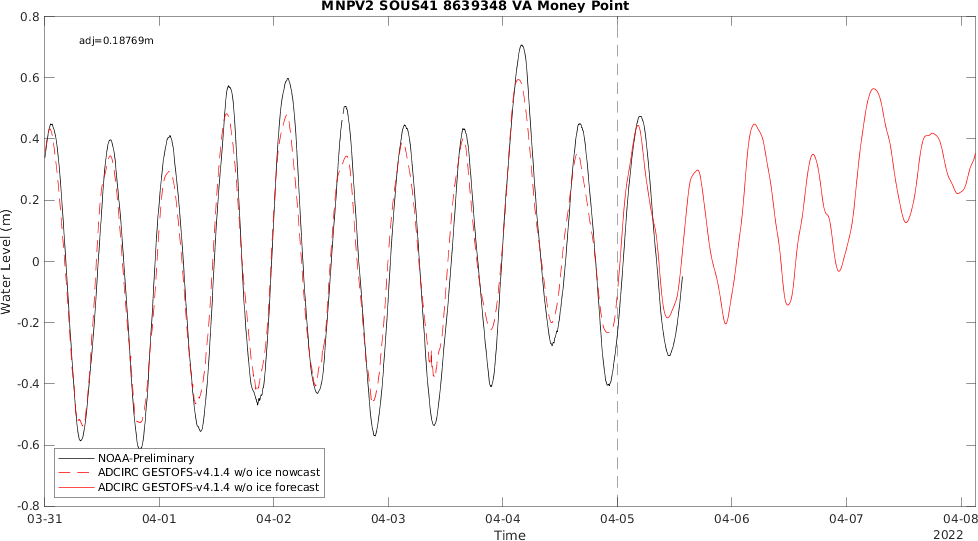 MNPV2 SOUS41 8639348 VA Money Point
adj=0.18769m
0.8
0.6
0.4
0.2
0
-0.2
-0.4
-0.6
-0.8
Water Level (m)
NOAA-Preliminary
ADCIRC GESTOFS-v4.1.4 w/o ice nowcast
ADCIRC GESTOFS-v4.1.4 w/o ice forecast
03-31 04-01 04-02 04-03 04-04 04-05 04-06 04-07 04-08
Time
2022